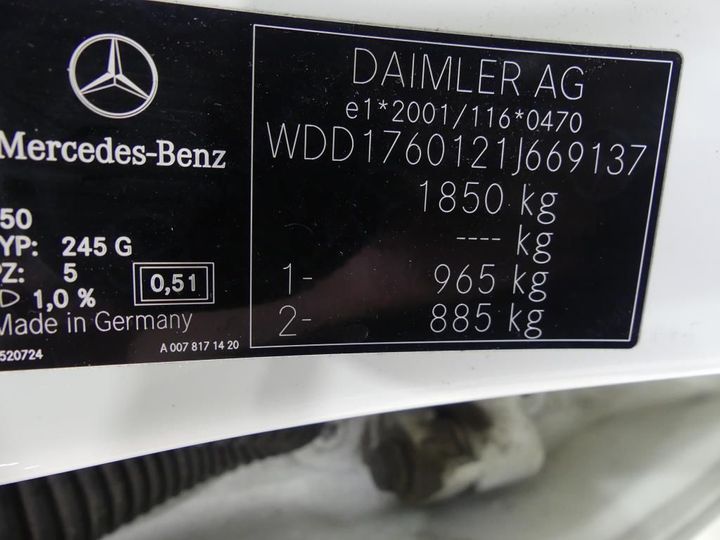 Mercedes-Benz
50
YP: 245 G
PZ: 5
D 1,0 %
0,51
Made in Germany
520724
A 007 817 14 20
DAIMLER AG
e1*2001/116*0470
WDD1760121J669137
1850 kg
---- kg
1- 965 kg
2- 885 kg